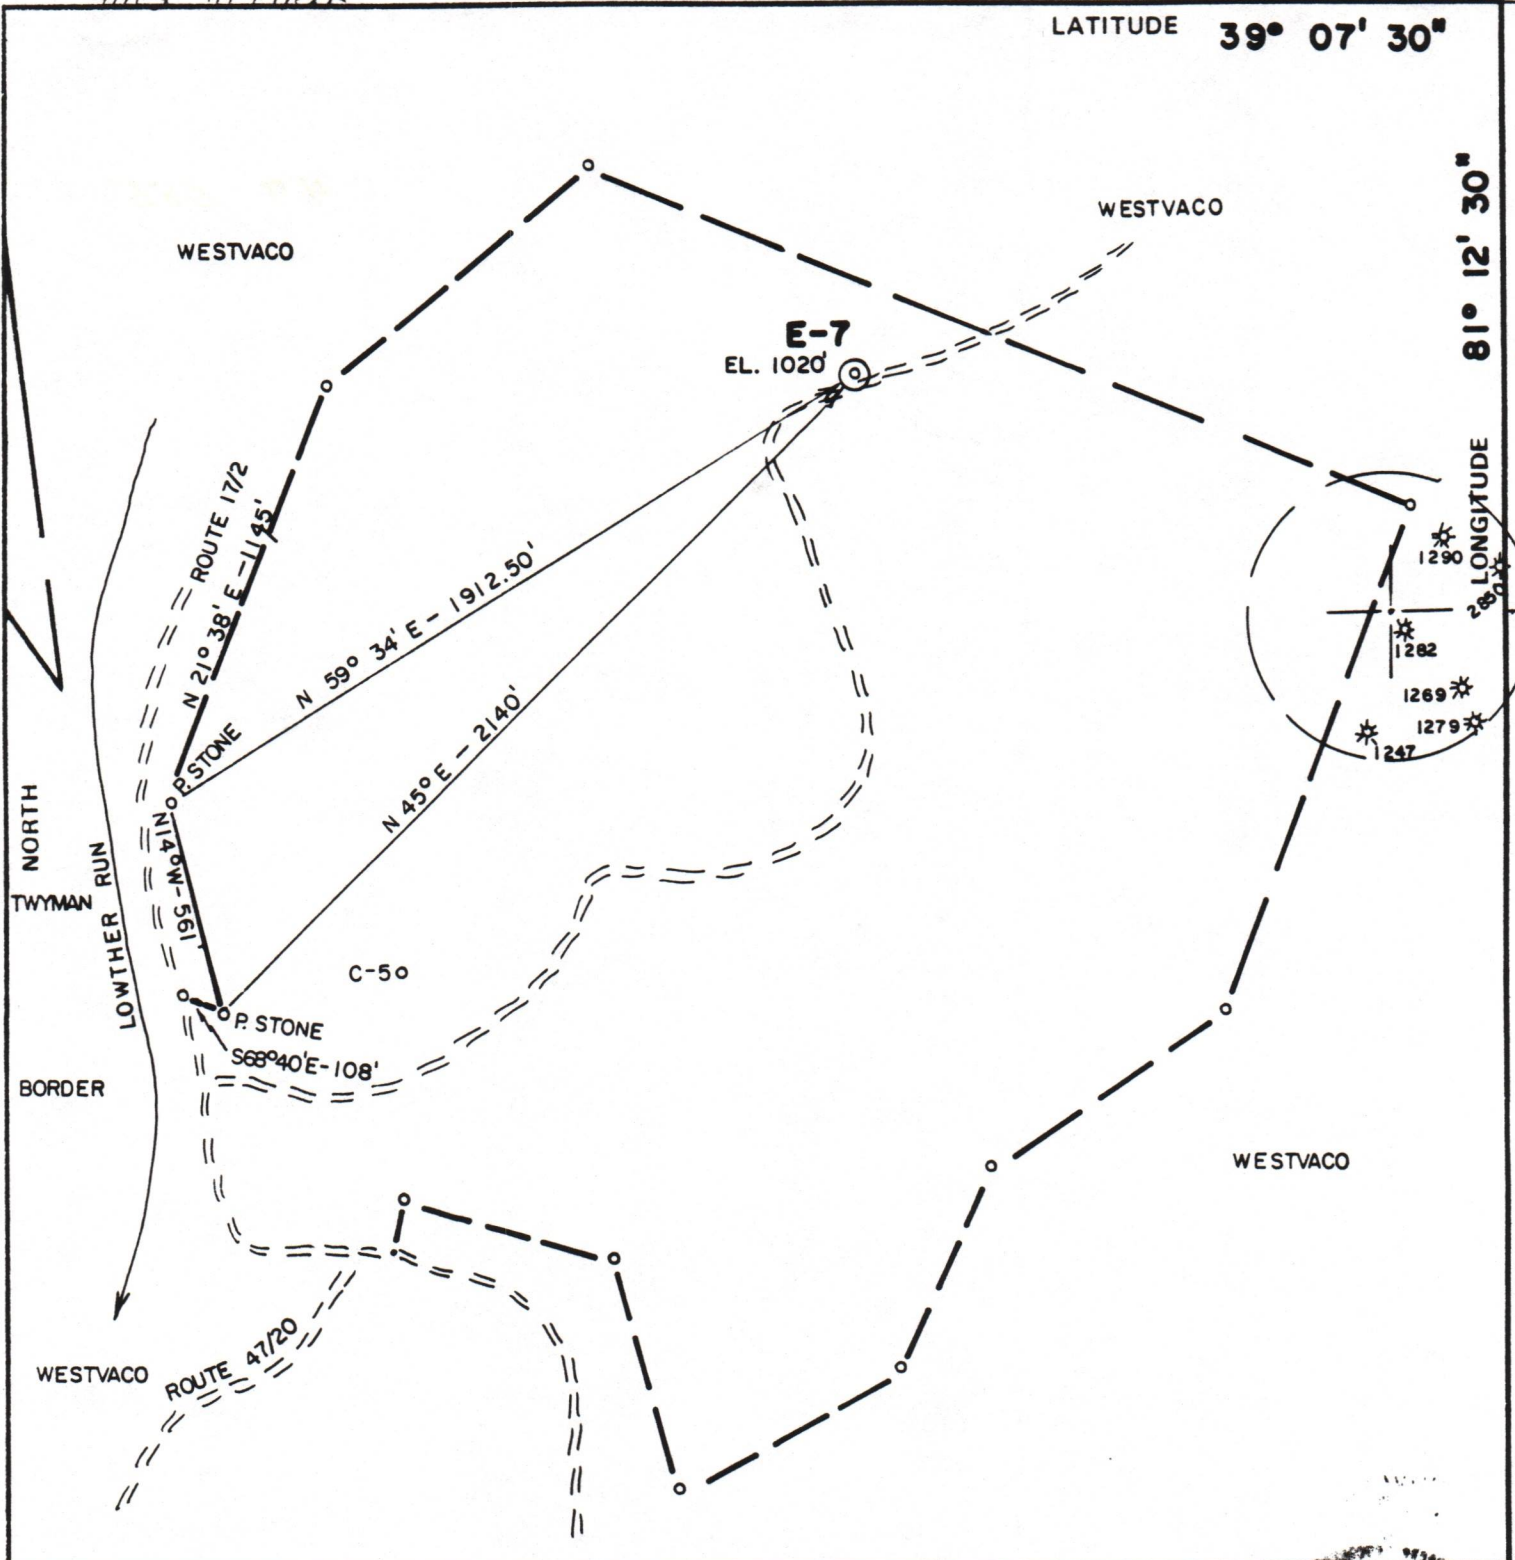 LATITUDE 39° 07' 30"
81° 12' 30"
LONGITUDE
WESTVACO
WESTVACO
E-7
EL. 1020'
ROUTE 17/2
N 21° 38' E - 1145'
N 59° 34' E - 1912.50'
N 45° E - 2140'
1290
2850
1282
1269
1279
1247
P. STONE
N14°W-561'
NORTH
TWYMAN
LOWTHER RUN
C-5
P. STONE
S68°40'E-108'
BORDER
WESTVACO
WESTVACO
ROUTE 47/20